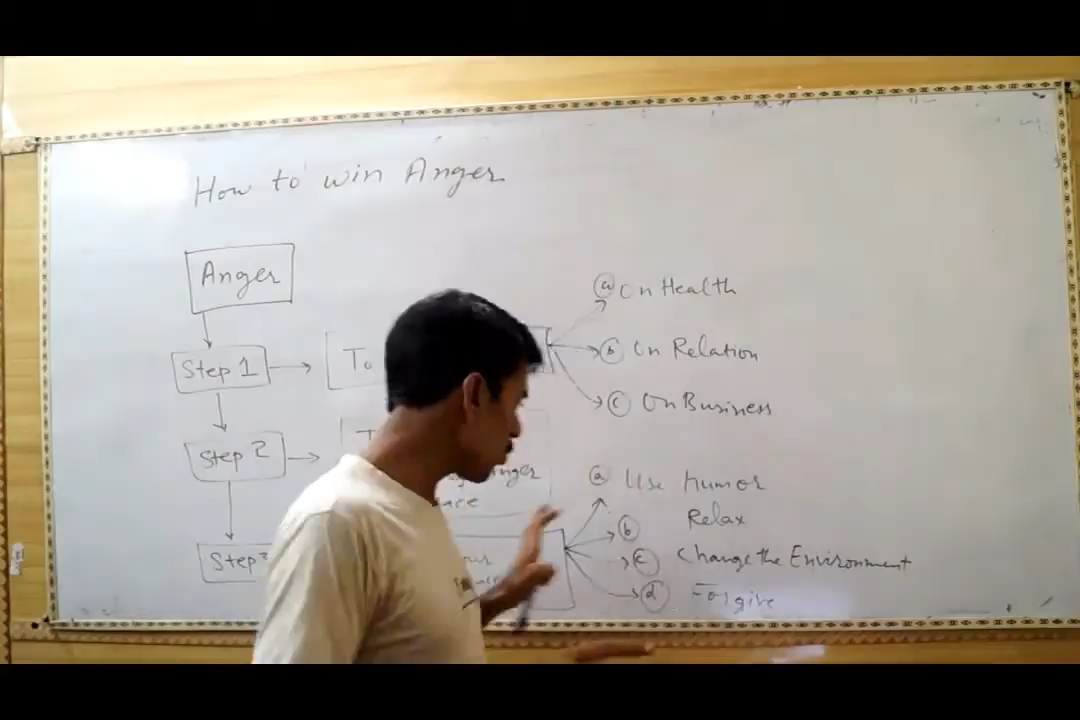 How to win Anger
Anger
ⓐ On Health
Step 1
To
ⓑ On Relation
ⓒ On Business
Step 2
Anger
ⓐ Use Humor
ⓑ Relax
ⓒ Change the Environment
Step
ⓓ Forgive